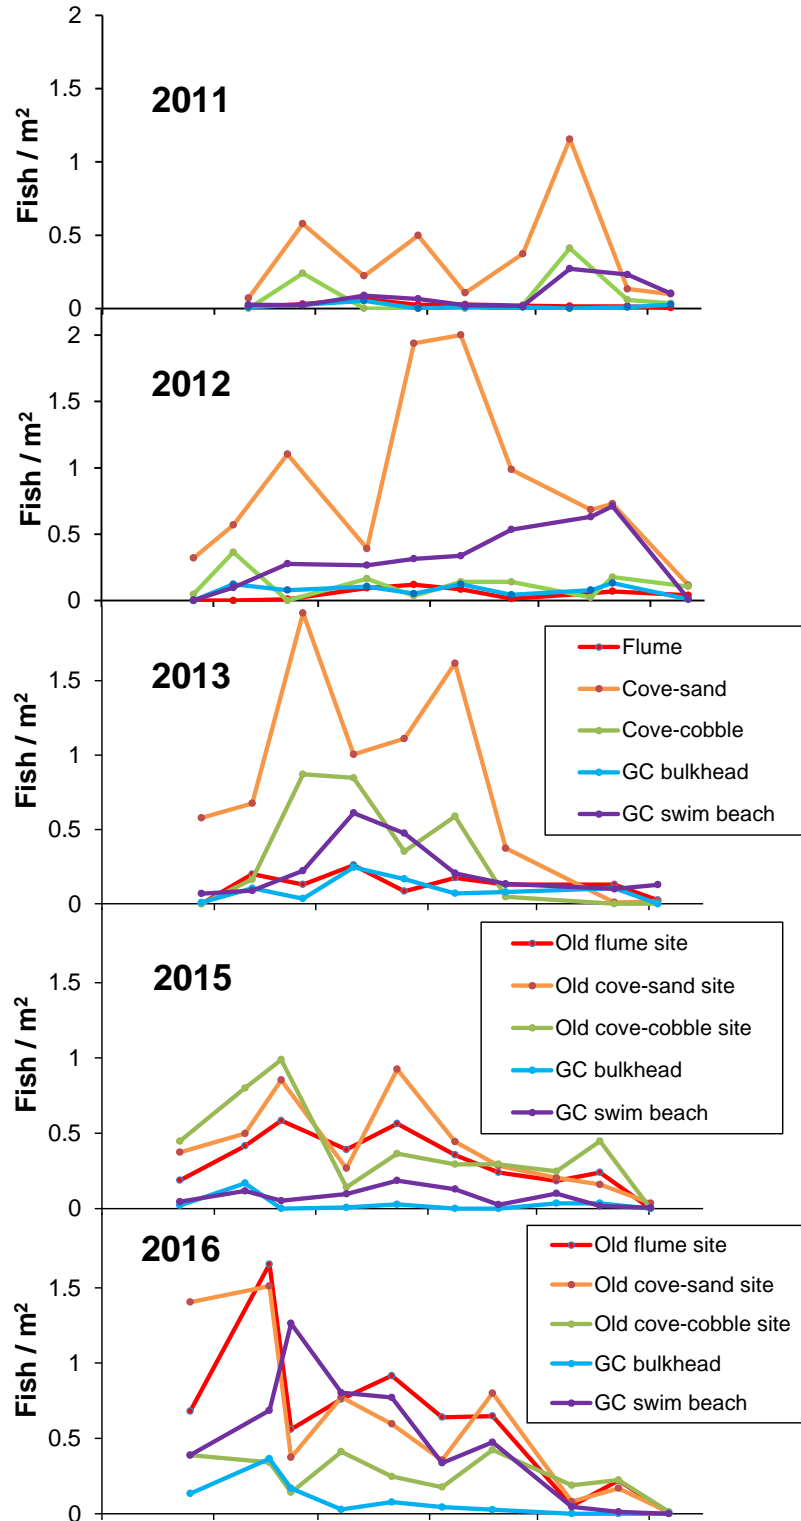 2
1.5
1
0.5
0
Fish / m²
2011
2
1.5
1
0.5
0
Fish / m²
2012
1.5
1
0.5
0
Fish / m²
2013
Flume
Cove-sand
Cove-cobble
GC bulkhead
GC swim beach
1.5
1
0.5
0
Fish / m²
2015
Old flume site
Old cove-sand site
Old cove-cobble site
GC bulkhead
GC swim beach
1.5
1
0.5
0
Fish / m²
2016
Old flume site
Old cove-sand site
Old cove-cobble site
GC bulkhead
GC swim beach